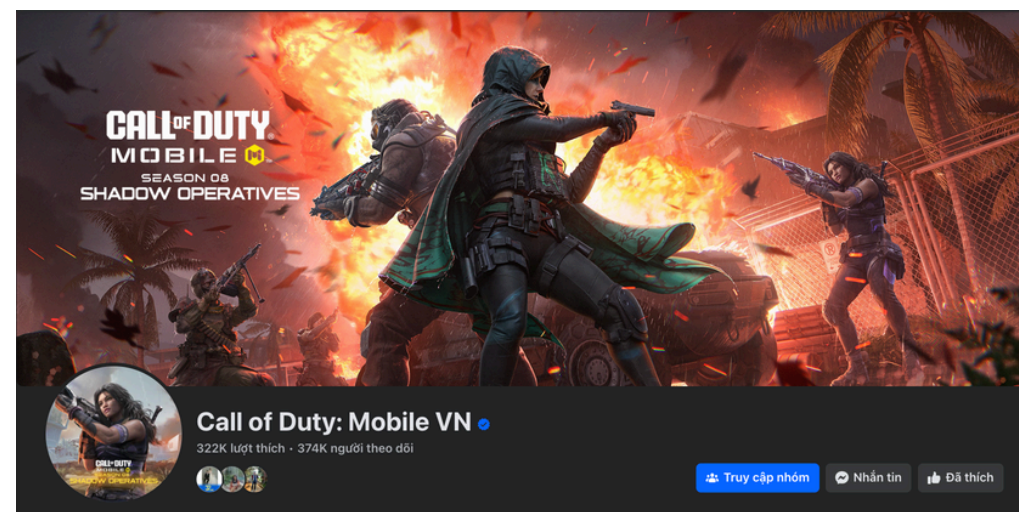 CALL OF DUTY
MOBILE
SEASON 08
SHADOW OPERATIVES
CALL OF DUTY
MOBILE
SHADOW OPERATIVES
Call of Duty: Mobile VN
322K lượt thích · 374K người theo dõi
Truy cập nhóm
Nhắn tin
Đã thích